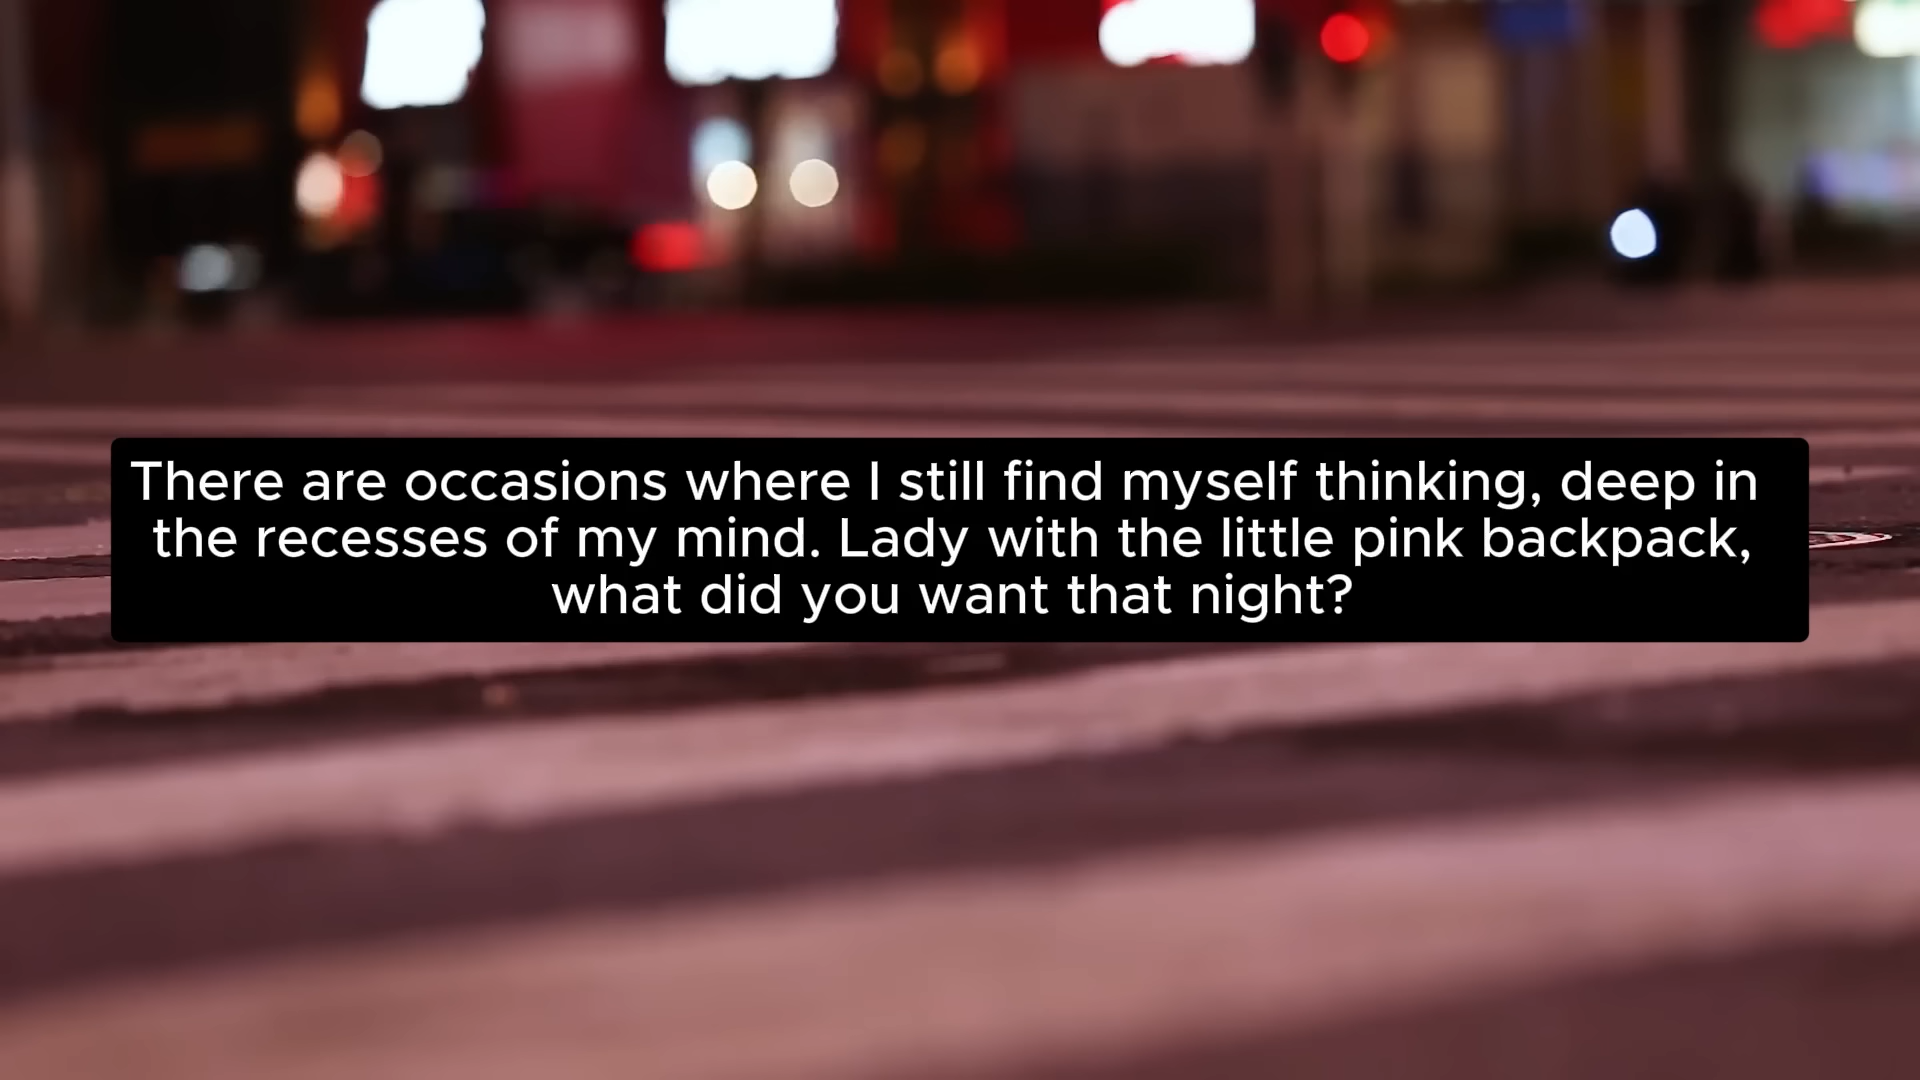 There are occasions where I still find myself thinking, deep in
the recesses of my mind. Lady with the little pink backpack,
what did you want that night?